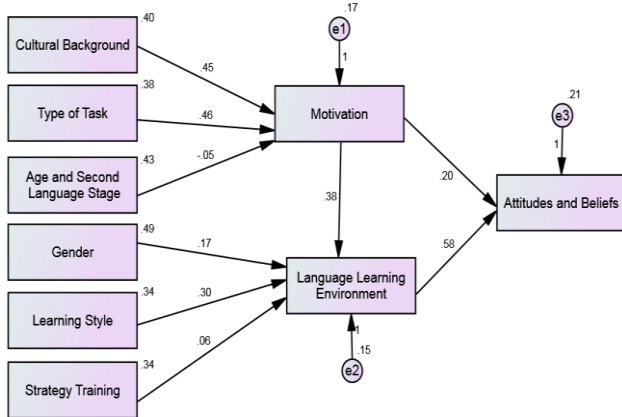 .40
Cultural Background
.17
e1
1
.45
.38
Type of Task
.46
Motivation
.21
e3
1
.43
Age and Second
Language Stage
-.05
.20
.38
Attitudes and Beliefs
.49
Gender
.17
.58
.34
Learning Style
.30
Language Learning
Environment
.34
Strategy Training
.06
1
.15
e2